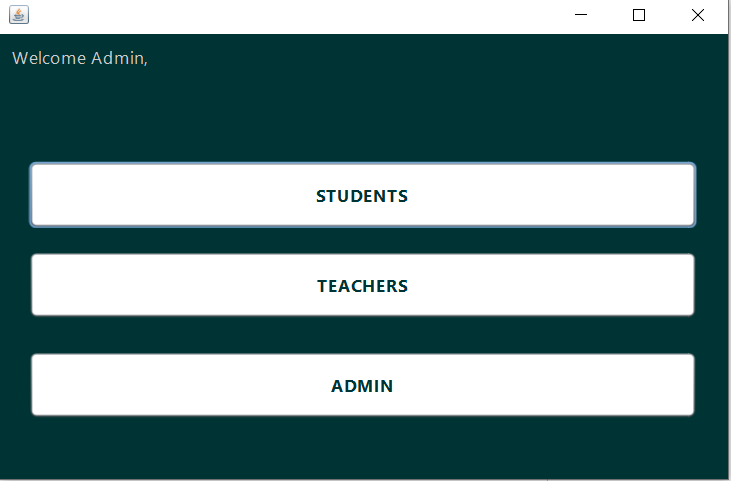 Welcome Admin,
STUDENTS
TEACHERS
ADMIN